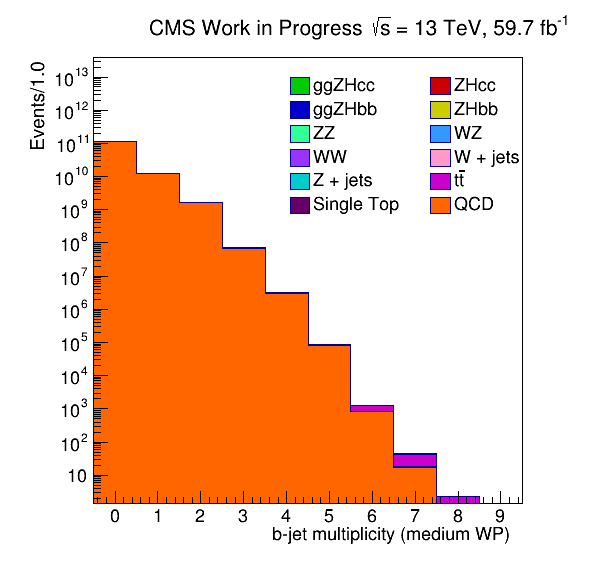 CMS Work in Progress √s = 13 TeV, 59.7 fb⁻¹
Events/1.0
10¹³
10¹²
10¹¹
10¹⁰
10⁹
10⁸
10⁷
10⁶
10⁵
10⁴
10³
10²
10
ggZHcc ZHcc
ggZHbb ZHbb
ZZ WZ
WW W + jets
Z + jets tt̄
Single Top QCD
0 1 2 3 4 5 6 7 8 9
b-jet multiplicity (medium WP)